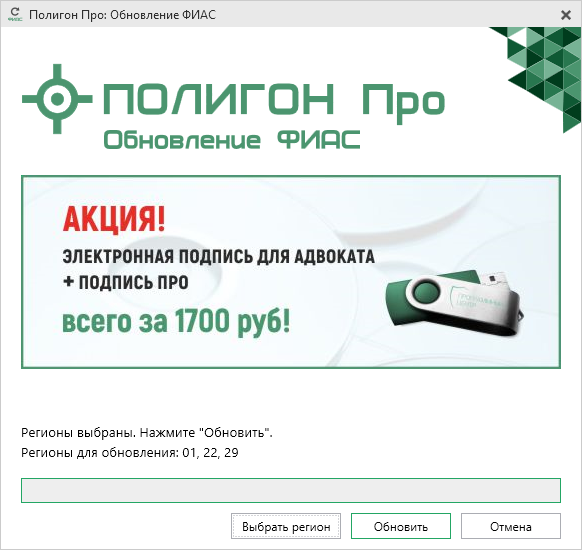 ФИАС
Полигон Про: Обновление ФИАС
ПОЛИГОН Про
Обновление ФИАС
АКЦИЯ!
ЭЛЕКТРОННАЯ ПОДПИСЬ ДЛЯ АДВОКАТА
+ ПОДПИСЬ ПРО
всего за 1700 руб!
Регионы выбраны. Нажмите "Обновить".
Регионы для обновления: 01, 22, 29
Выбрать регион
Обновить
Отмена